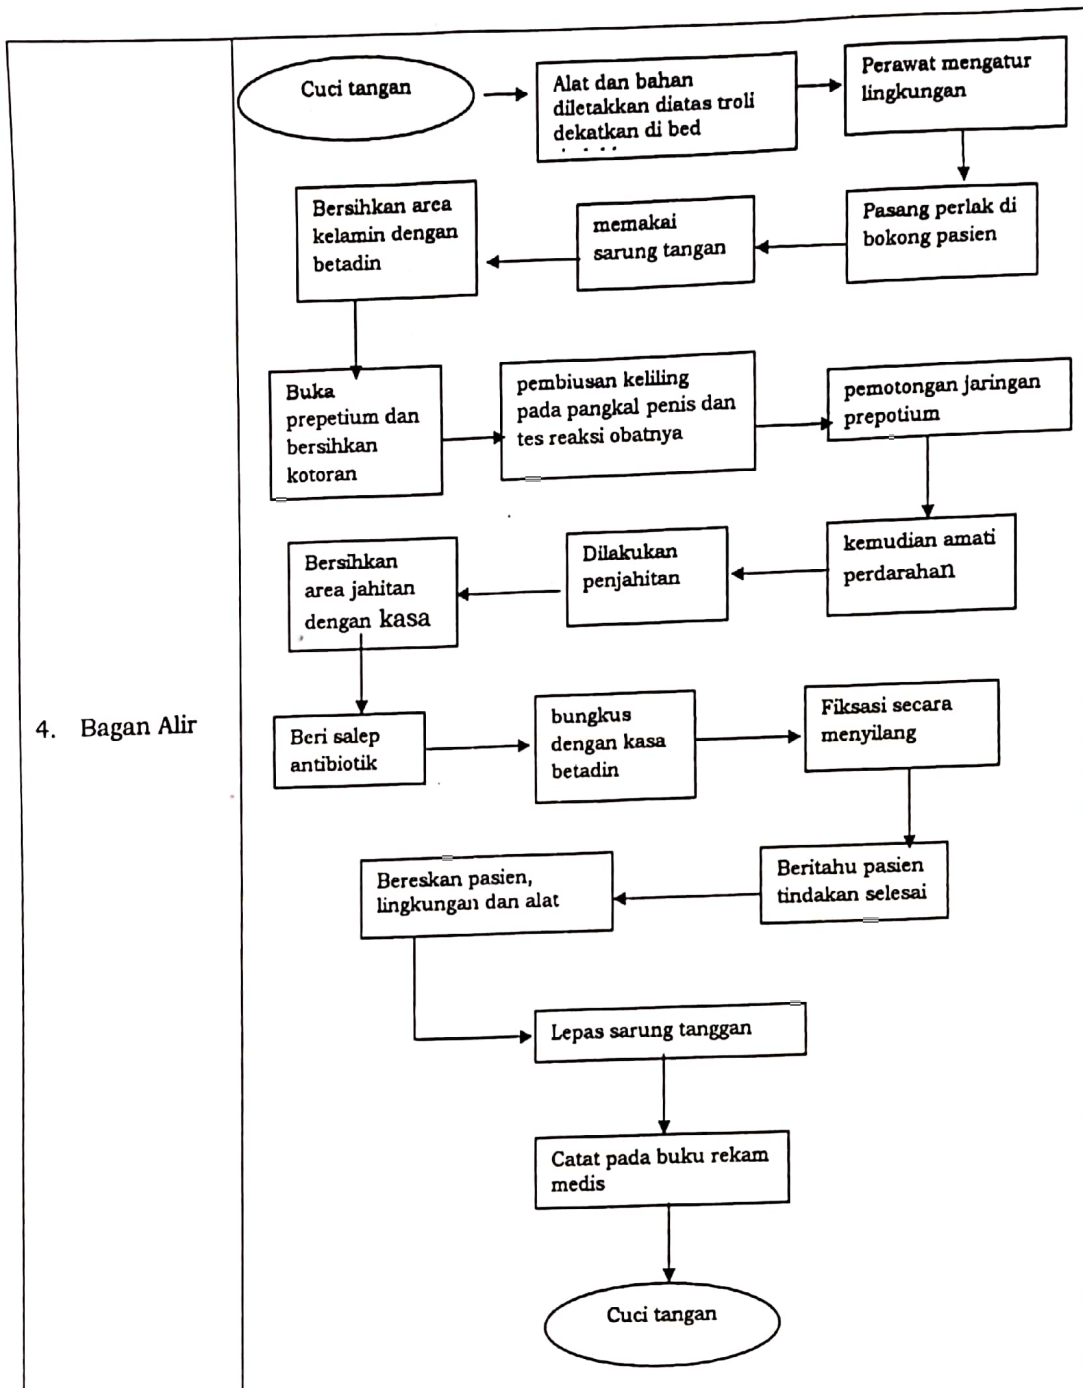 Cuci tangan
Alat dan bahan
diletakkan diatas troli
dekatkan di bed
Perawat mengatur
lingkungan
Pasang perlak di
bokong pasien
memakai
sarung tangan
Bersihkan area
kelamin dengan
betadin
Buka
prepetium dan
bersihkan
kotoran
pembiusan keliling
pada pangkal penis dan
tes reaksi obatnya
pemotongan jaringan
prepotium
kemudian amati
perdarahan
Dilakukan
penjahitan
Bersihkan
area jahitan
dengan kasa
4. Bagan Alir
Beri salep
antibiotik
bungkus
dengan kasa
betadin
Fiksasi secara
menyilang
Beritahu pasien
tindakan selesai
Bereskan pasien,
lingkungan dan alat
Lepas sarung tanggan
Catat pada buku rekam
medis
Cuci tangan